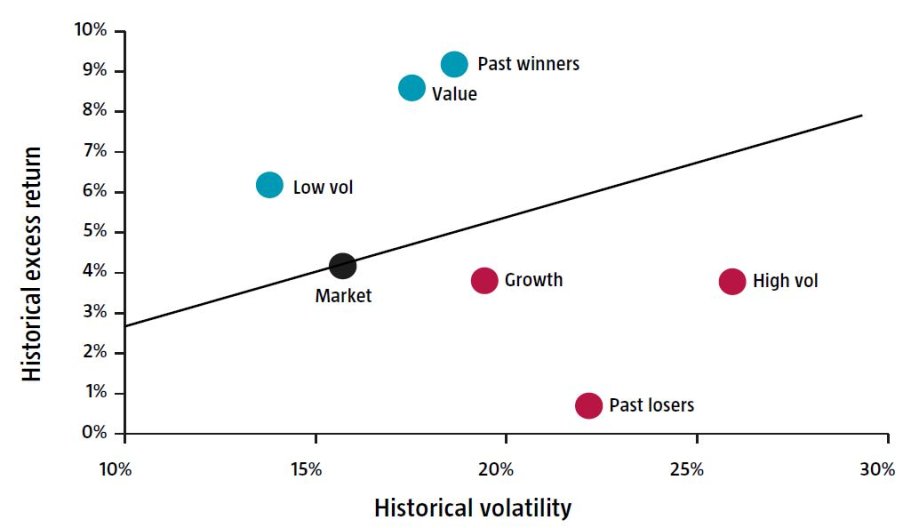 10%
9%
8%
7%
6%
5%
4%
3%
2%
1%
0%
Historical excess return
Past winners
Value
Low vol
Market
Growth
High vol
Past losers
10%
15%
20%
25%
30%
Historical volatility